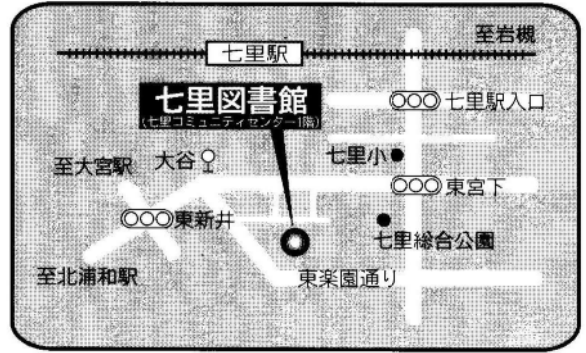 至岩槻
七里駅
七里図書館
(七里コミュニティセンター1階)
七里駅入口
至大宮駅
大谷
七里小
東宮下
東新井
七里総合公園
至北浦和駅
東楽園通り